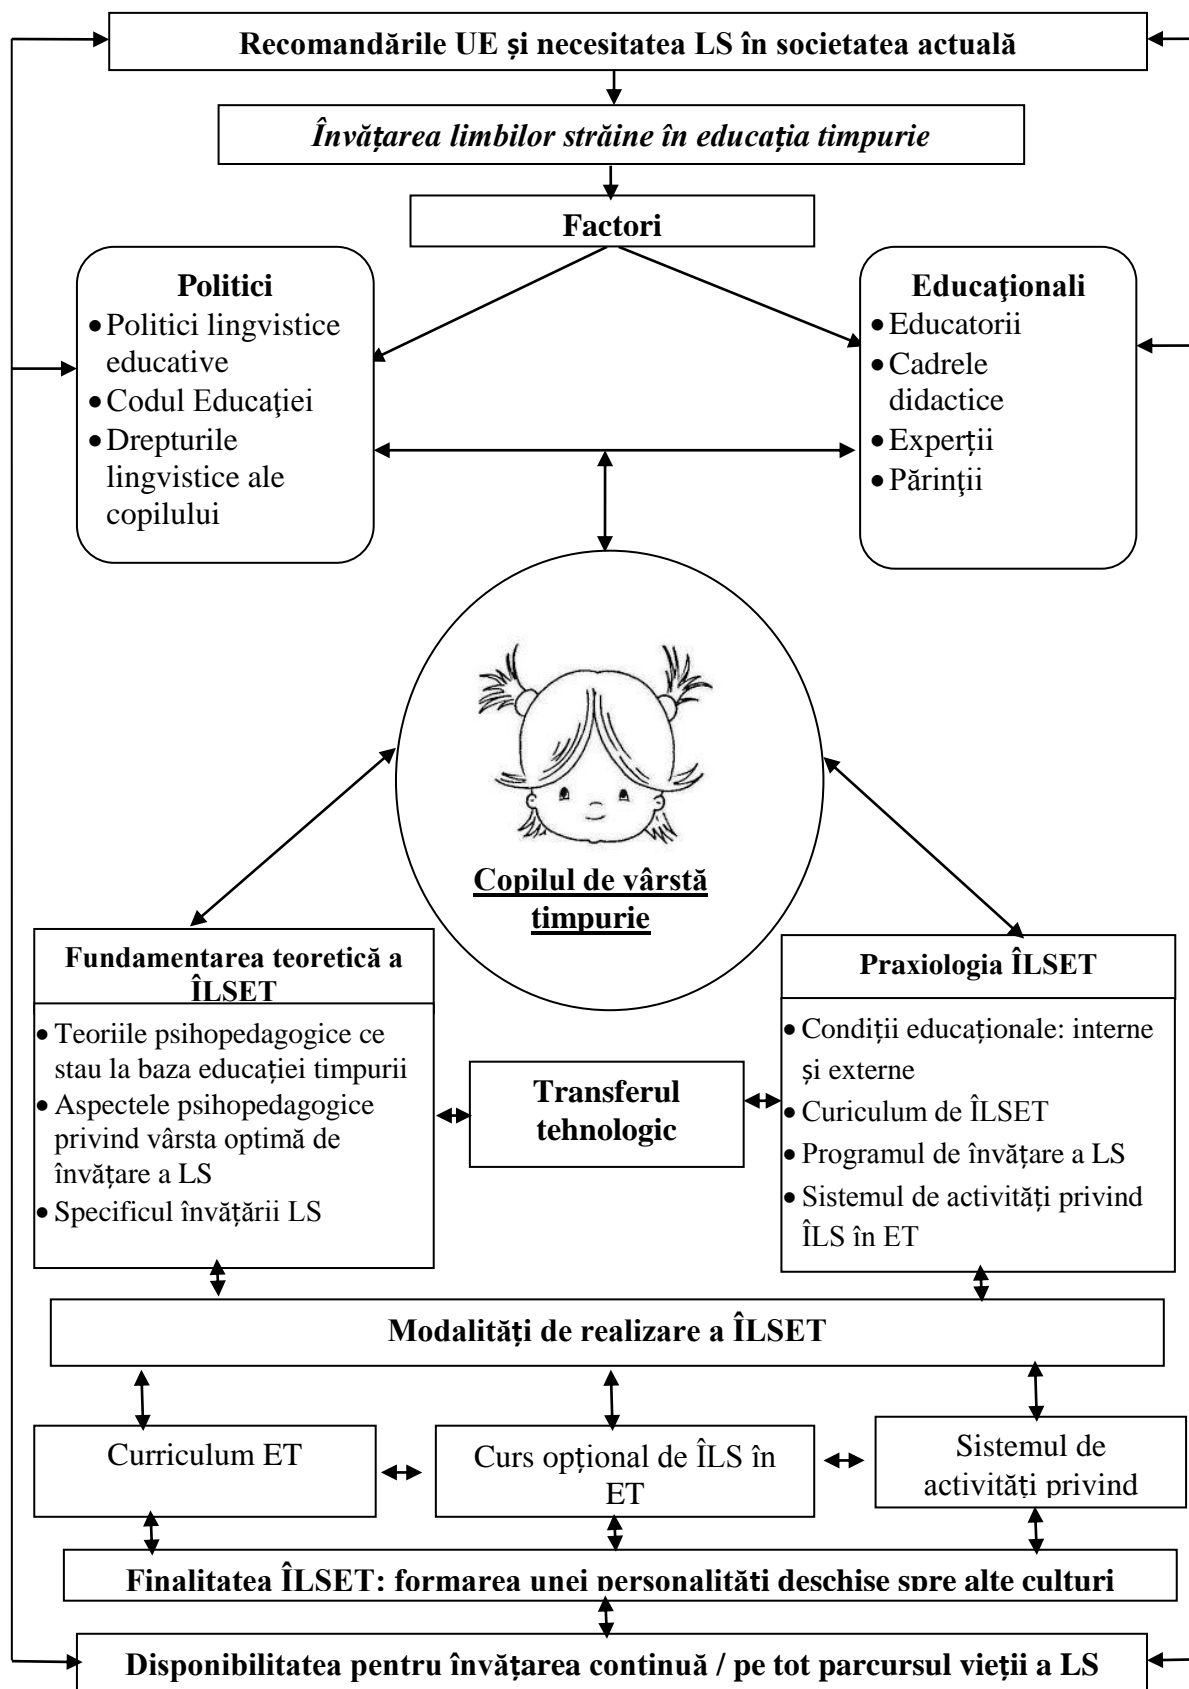 Recomandările UE și necesitatea LS în societatea actuală
Învățarea limbilor străine în educația timpurie
Factori
Politici
• Politici lingvistice
educative
• Codul Educaţiei
• Drepturile
lingvistice ale
copilului
Educaţionali
• Educatorii
• Cadrele
didactice
• Experții
• Părinţii
Copilul de vârstă
timpurie
Fundamentarea teoretică a
ÎLSET
• Teoriile psihopedagogice ce
stau la baza educației timpurii
• Aspectele psihopedagogice
privind vârsta optimă de
învățare a LS
• Specificul învățării LS
Transferul
tehnologic
Praxiologia ÎLSET
• Condiții educaționale: interne
și externe
• Curiculum de ÎLSET
• Programul de învățare a LS
• Sistemul de activități privind
ÎLS în ET
Modalități de realizare a ÎLSET
Curriculum ET
Curs opțional de ÎLS în
ET
Sistemul de
activități privind
Finalitatea ÎLSET: formarea unei personalități deschise spre alte culturi
Disponibilitatea pentru învățarea continuă / pe tot parcursul vieții a LS